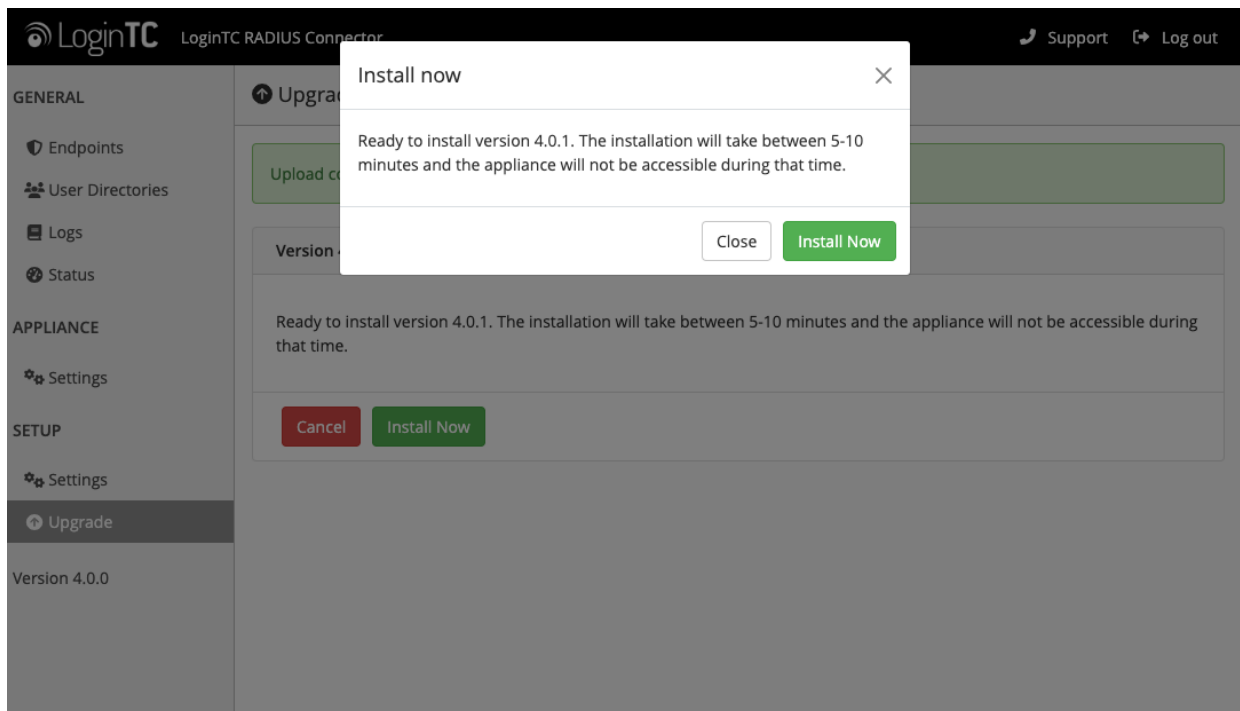 LoginTC LoginTC RADIUS Connector Support Log out
Install now
GENERAL
Upgra
Endpoints
Ready to install version 4.0.1. The installation will take between 5-10
minutes and the appliance will not be accessible during that time.
Upload co
User Directories
Logs
Close Install Now
Version
Status
Ready to install version 4.0.1. The installation will take between 5-10 minutes and the appliance will not be accessible during
that time.
APPLIANCE
Settings
Cancel Install Now
SETUP
Settings
Upgrade
Version 4.0.0